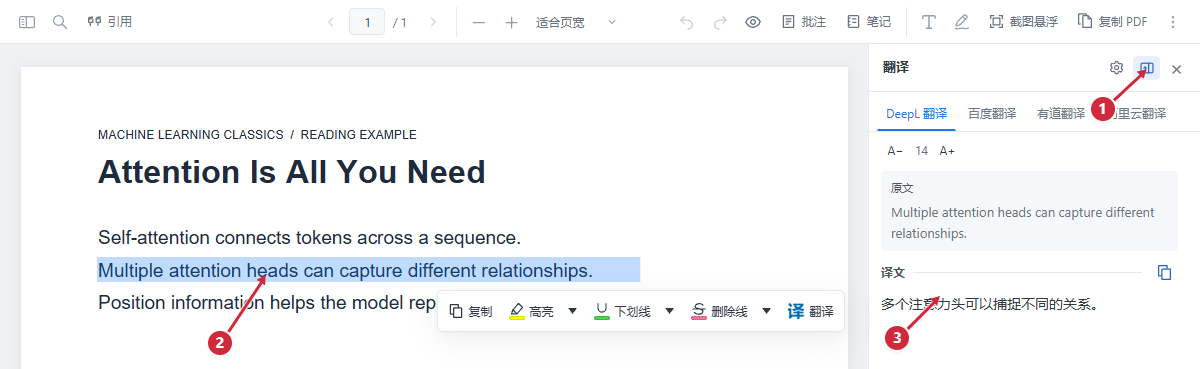 引用
1 / 1
适合页宽
批注
笔记
截图悬浮
复制 PDF
翻译
1
DeepL 翻译 百度翻译 有道翻译 里云翻译
A− 14 A+
原文
Multiple attention heads can capture different
relationships.
译文
多个注意力头可以捕捉不同的关系。
3
MACHINE LEARNING CLASSICS / READING EXAMPLE
Attention Is All You Need
Self-attention connects tokens across a sequence.
Multiple attention heads can capture different relationships.
Position information helps the model rep
2
复制 高亮 下划线 删除线 译 翻译